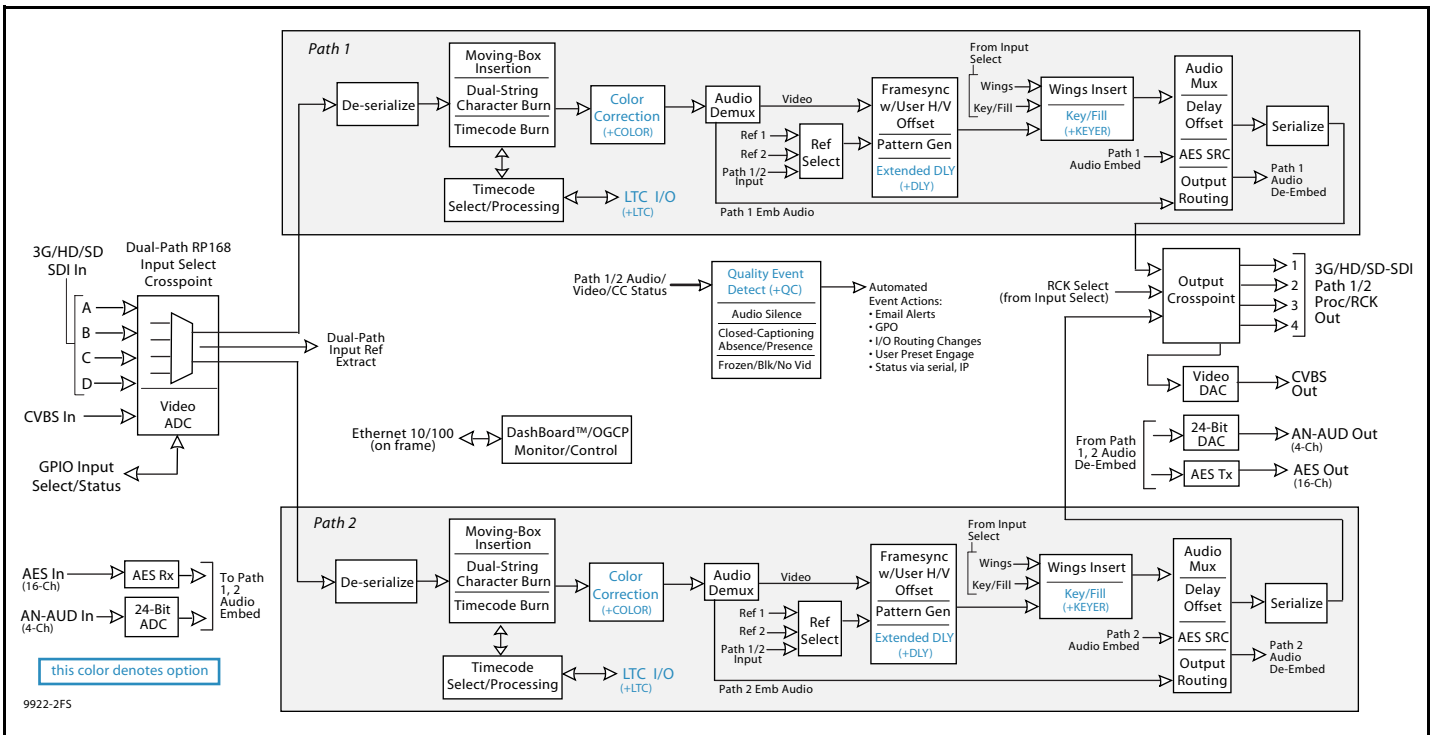 Path 1
De-serialize
Moving-Box
Insertion
Dual-String
Character Burn
Timecode Burn
Timecode
Select/Processing
LTC I/O
(+LTC)
Color
Correction
(+COLOR)
Audio
Demux
Video
Ref 1
Ref 2
Path 1/2
Input
Ref
Select
Path 1 Emb Audio
Framesync
w/User H/V
Offset
Pattern Gen
Extended DLY
(+DLY)
From Input
Select
Wings
Key/Fill
Wings Insert
Key/Fill
(+KEYER)
Path 1
Audio Embed
Audio
Mux
Delay
Offset
AES SRC
Output
Routing
Serialize
Path 1
Audio
De-Embed
3G/HD/SD
SDI In
Dual-Path RP168
Input Select
Crosspoint
A
B
C
D
CVBS In
Video
ADC
GPIO Input
Select/Status
Dual-Path
Input Ref
Extract
Path 1/2 Audio/
Video/CC Status
Quality Event
Detect (+QC)
Audio Silence
Closed-Captioning
Absence/Presence
Frozen/Blk/No Vid
Automated
Event Actions:
• Email Alerts
• GPO
• I/O Routing Changes
• User Preset Engage
• Status via serial, IP
Ethernet 10/100
(on frame)
DashBoard™/OGCP
Monitor/Control
RCK Select
(from Input Select)
Output
Crosspoint
1
2
3
4
3G/HD/SD-SDI
Path 1/2
Proc/RCK
Out
Video
DAC
CVBS
Out
From Path
1, 2 Audio
De-Embed
24-Bit
DAC
AN-AUD Out
(4-Ch)
AES Tx
AES Out
(16-Ch)
Path 2
De-serialize
Moving-Box
Insertion
Dual-String
Character Burn
Timecode Burn
Timecode
Select/Processing
LTC I/O
(+LTC)
Color
Correction
(+COLOR)
Audio
Demux
Video
Ref 1
Ref 2
Path 1/2
Input
Ref
Select
Path 2 Emb Audio
Framesync
w/User H/V
Offset
Pattern Gen
Extended DLY
(+DLY)
From Input
Select
Wings
Key/Fill
Wings Insert
Key/Fill
(+KEYER)
Path 2
Audio Embed
Audio
Mux
Delay
Offset
AES SRC
Output
Routing
Serialize
Path 2
Audio
De-Embed
AES In
(16-Ch)
AES Rx
AN-AUD In
(4-Ch)
24-Bit
ADC
To Path
1, 2
Audio
Embed
this color denotes option
9922-2FS